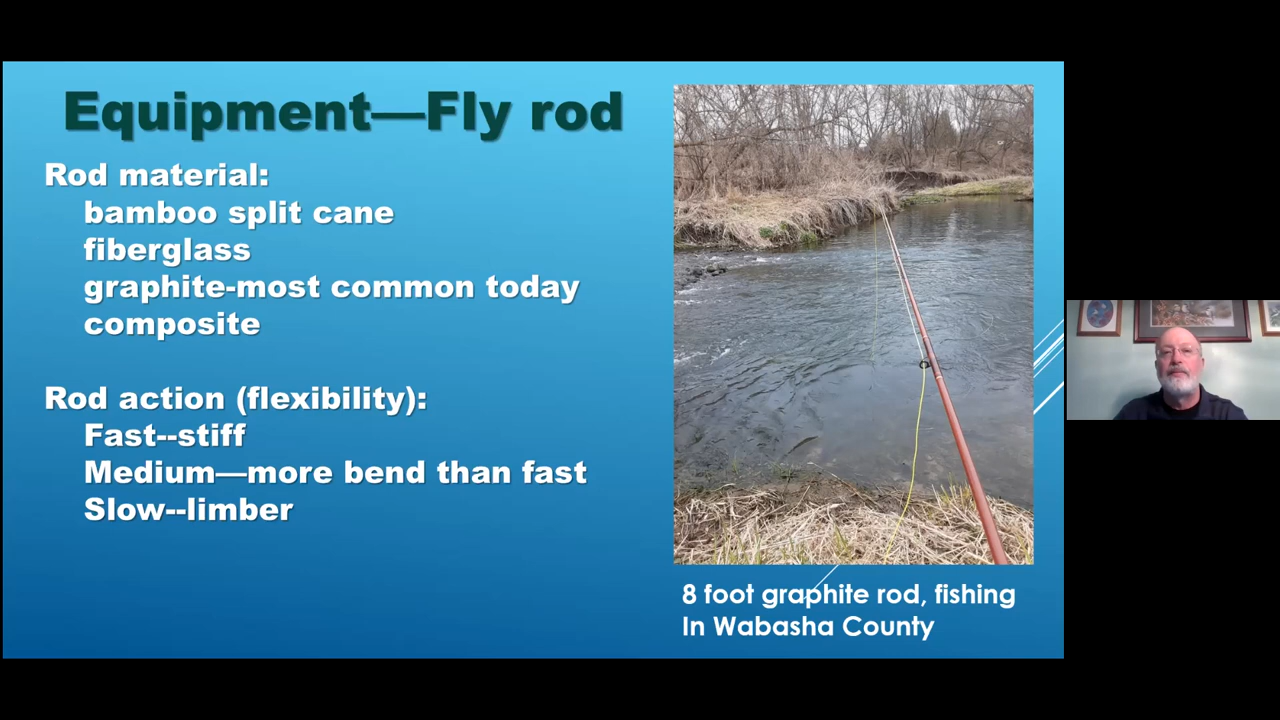 Equipment—Fly rod
Rod material:
bamboo split cane
fiberglass
graphite-most common today
composite
Rod action (flexibility):
Fast--stiff
Medium—more bend than fast
Slow--limber
8 foot graphite rod, fishing
In Wabasha County